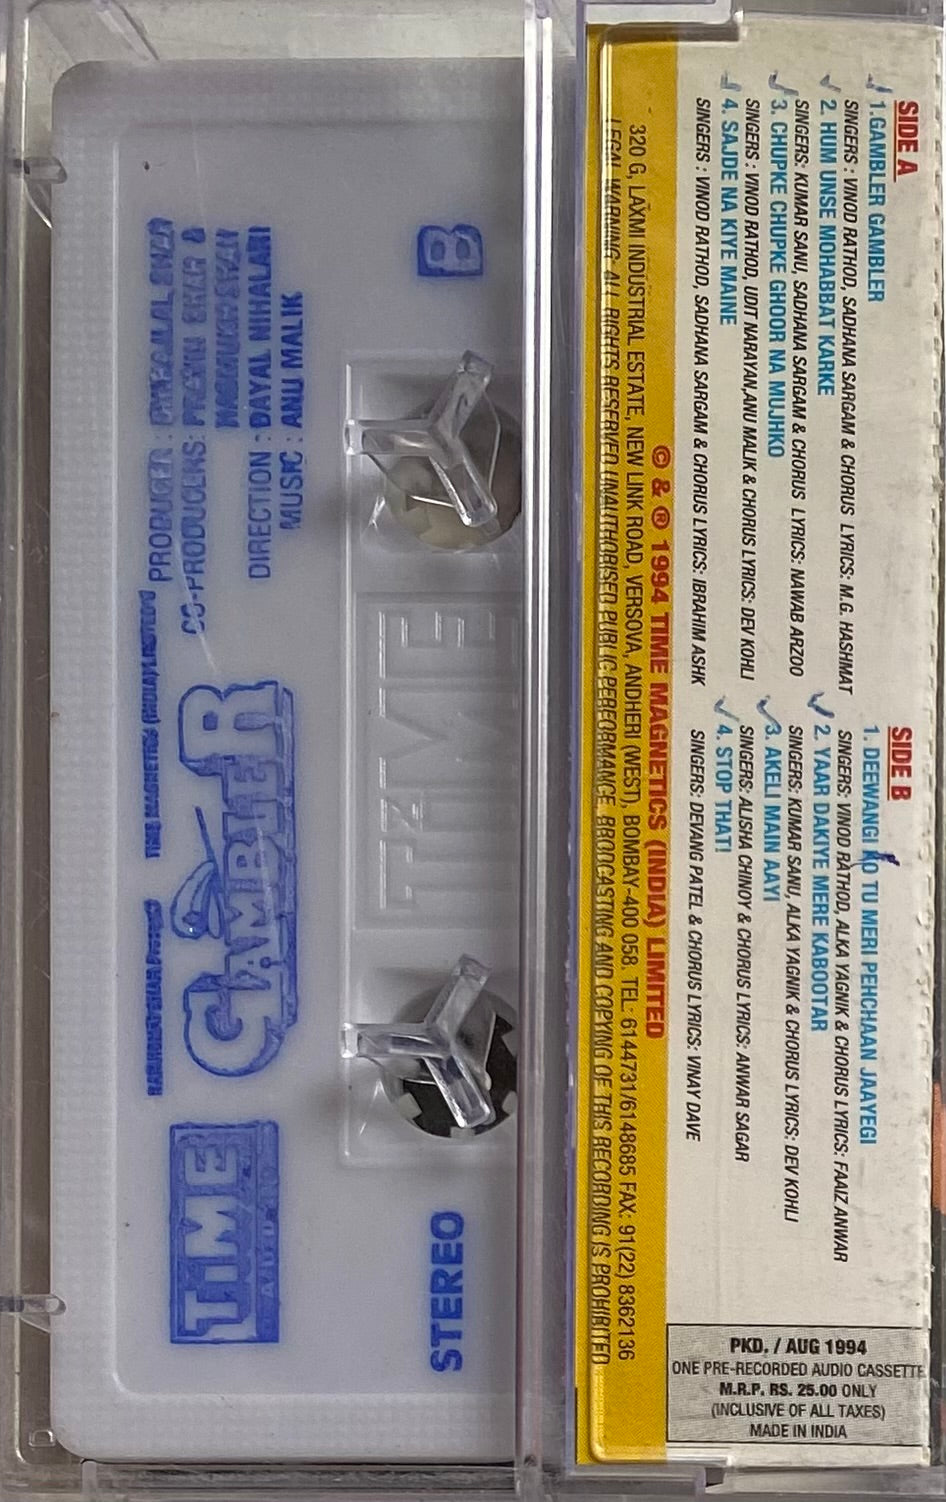 B
MUSIC : ANU MALIK
DIRECTION : DAYAL NIHALANI
CO-PRODUCERS:
PRODUCER :
GAMBLER
TIME
STEREO
TIME
SIDE A
1.GAMBLER GAMBLER
SINGERS : VINOD RATHOD, SADHANA SARGAM & CHORUS LYRICS: M.G. HASHMAT
2. HUM UNSE MOHABBAT KARKE
SINGERS: KUMAR SANU, SADHANA SARGAM & CHORUS LYRICS: NAWAB ARZOO
3. CHUPKE CHUPKE GHOOR NA MUJHKO
SINGERS : VINOD RATHOD, UDIT NARAYAN,ANU MALIK & CHORUS LYRICS: DEV KOHLI
4. SAJDE NA KIYE MAINE
SINGERS : VINOD RATHOD, SADHANA SARGAM & CHORUS LYRICS: IBRAHIM ASHK
SIDE B
1. DEEWANGI KO TU MERI PEHCHAAN JAAYEGI
SINGERS: VINOD RATHOD, ALKA YAGNIK & CHORUS LYRICS: FAAIZ ANWAR
2. YAAR DAKIYE MERE KABOOTAR
SINGERS: KUMAR SANU, ALKA YAGNIK & CHORUS LYRICS: DEV KOHLI
3. AKELI MAIN AAYI
SINGERS: ALISHA CHINOY & CHORUS LYRICS: ANWAR SAGAR
4. STOP THAT!
SINGERS: DEVANG PATEL & CHORUS LYRICS: VINAY DAVE
© & ® 1994 TIME MAGNETICS (INDIA) LIMITED
320 G, LAXMI INDUSTRIAL ESTATE, NEW LINK ROAD, VERSOVA, ANDHERI (WEST), BOMBAY-400 058. TEL: 6144731/6148685 FAX: 91(22) 8362136
LEGAL WARNING. ALL RIGHTS RESERVED UNAUTHORISED PUBLIC PERFORMANCE, BRODCASTING AND COPYING OF THIS RECORDING IS PROHIBITED
PKD. / AUG 1994
ONE PRE-RECORDED AUDIO CASSETTE
M.R.P. RS. 25.00 ONLY
(INCLUSIVE OF ALL TAXES)
MADE IN INDIA